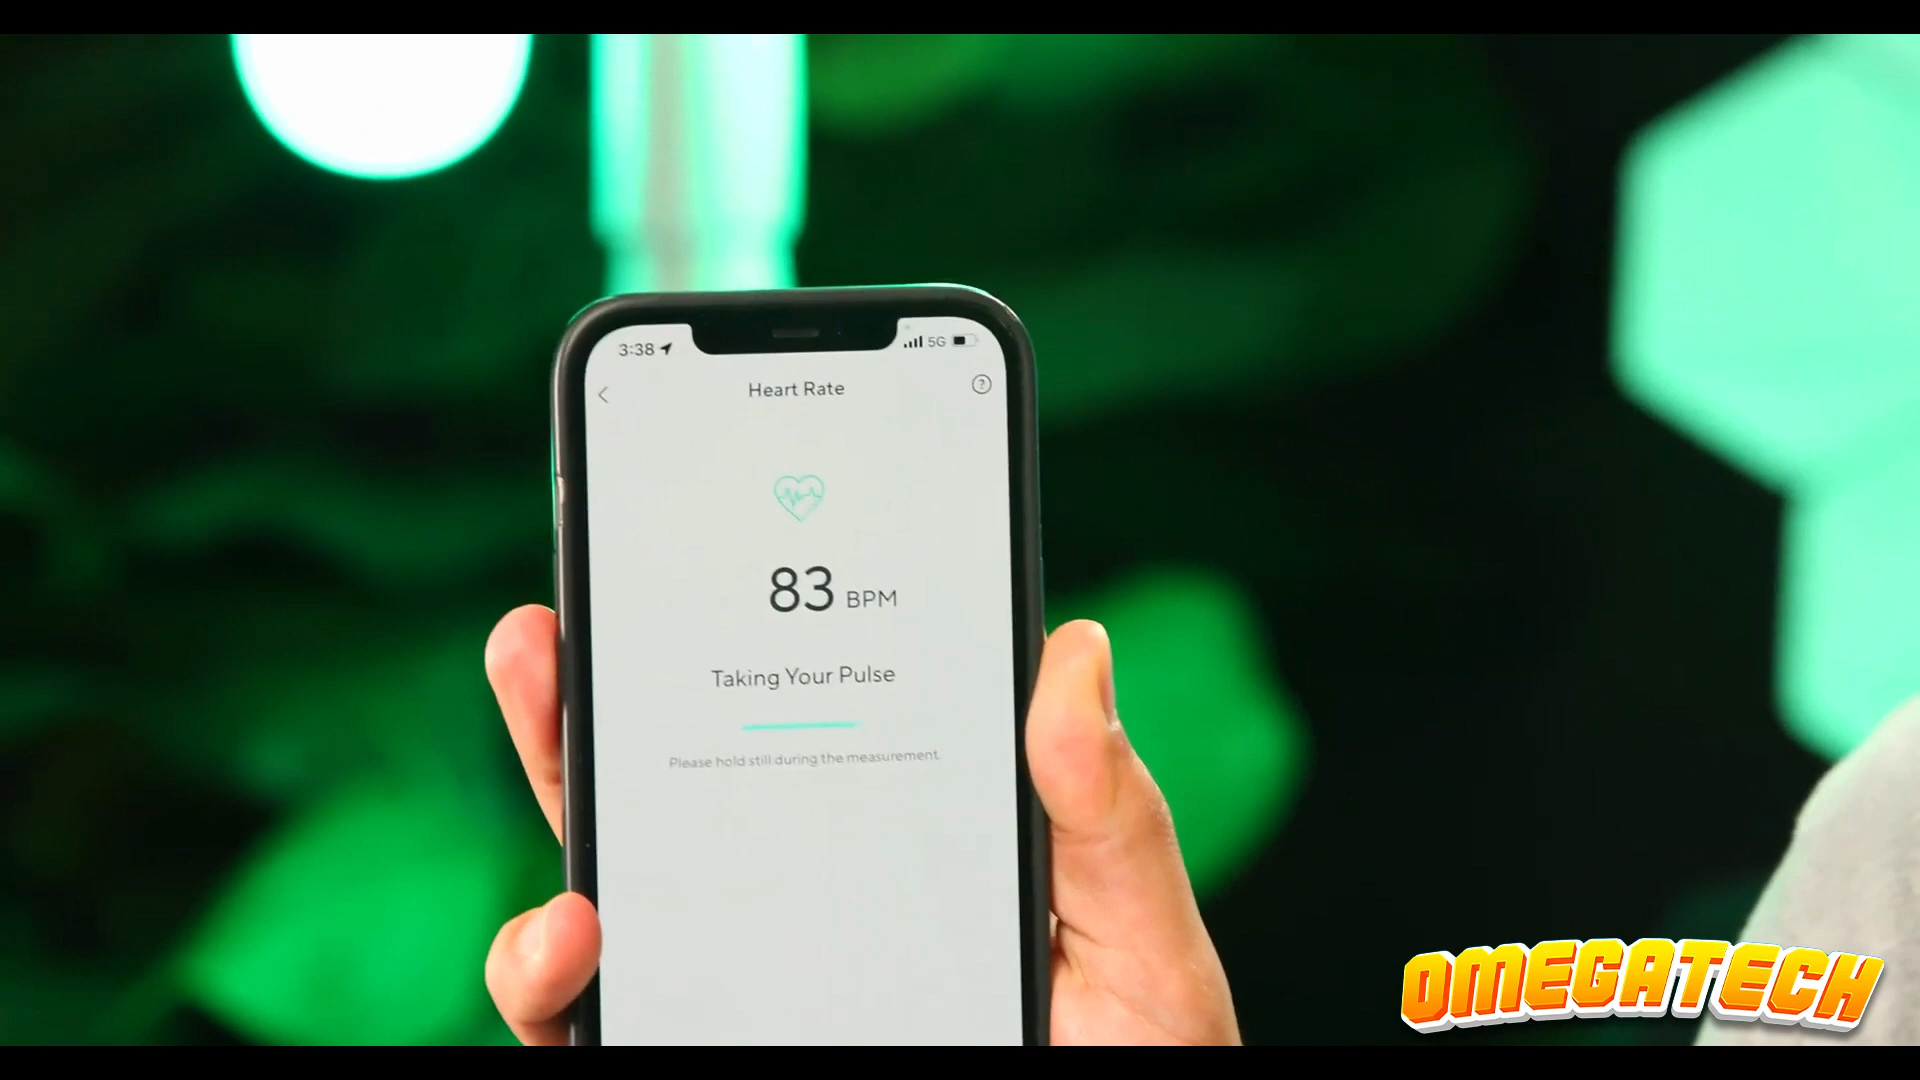 3:38
5G
Heart Rate
?
83 BPM
Taking Your Pulse
Please hold still during the measurement.
OMEGATECH